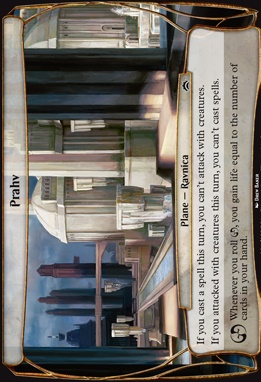 Prahv
Plane — Ravnica
If you cast a spell this turn, you can't attack with creatures.
If you attacked with creatures this turn, you can't cast spells.
Whenever you roll , you gain life equal to the number of
cards in your hand.
Drew Baker